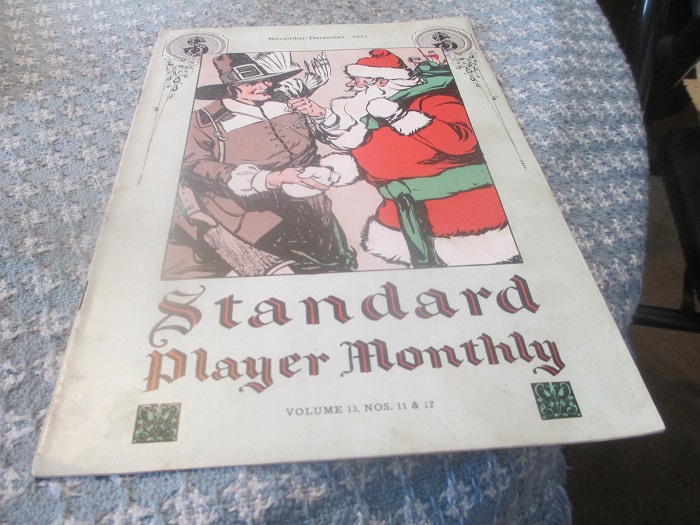 November-December, 1927
Standard
Player Monthly
VOLUME 13, NOS. 11 & 12